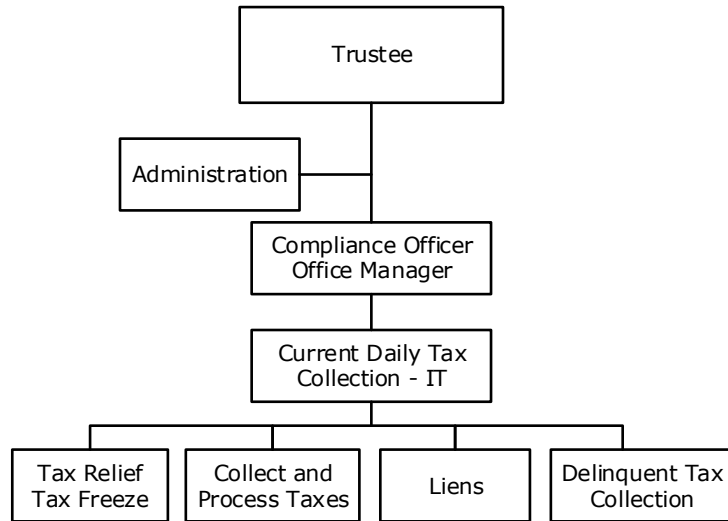 Trustee
Administration
Compliance Officer
Office Manager
Current Daily Tax
Collection - IT
Tax Relief
Tax Freeze
Collect and
Process Taxes
Liens
Delinquent Tax
Collection